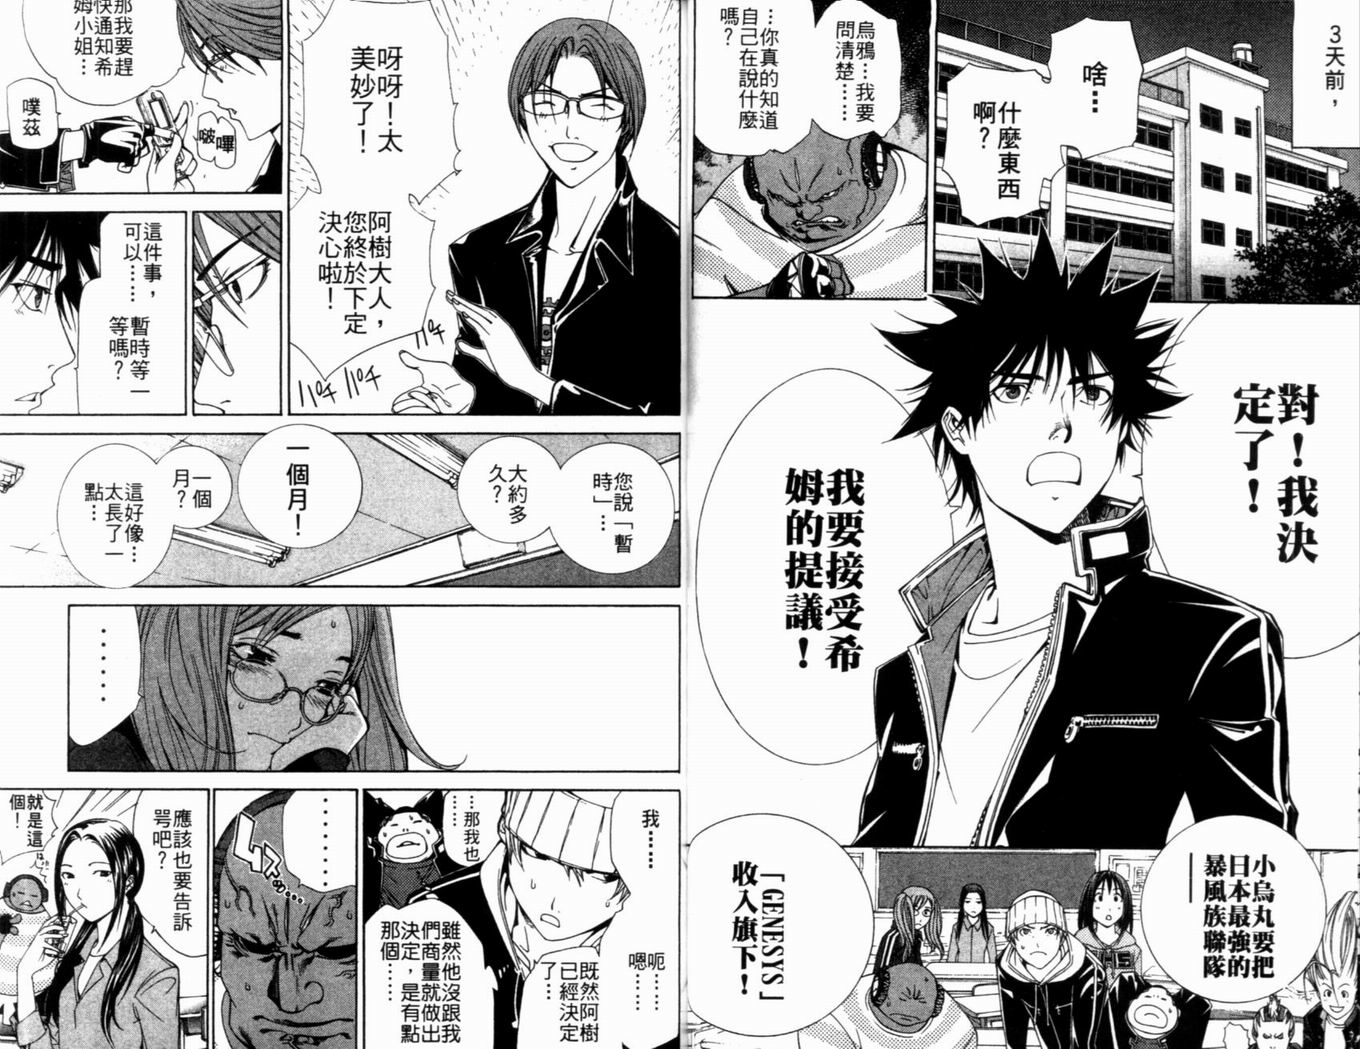 3天前，
啥…
什麼東西
啊？
烏鴉…我要
問清楚……
…你真的知道
自己在說什麼
嗎？
對！我決
定了！
我要接受希
姆的提議！
小烏丸要把
日本最強的
暴風族聯隊
——
「GENESYS」
收入旗下！
呀呀！太
美妙了！
阿樹大人，
您終於下定
決心啦！
パチ
パチ
パチ
那我要趕
快通知希
姆小姐…
噗茲
嗶
啵
這件事，
可以……
暫時等一
等嗎？
您說「暫
時」…
大約多
久？
一個月！
一個
月？
這好像…
太長了一
點…
……
我……
呃……
嗯……
既然阿樹
已經決定
了…
…那我也
……
雖然他沒跟我
們商量就做出
決定，是有點
那個……
……
應該也要告訴
咢吧？
就是這
個！